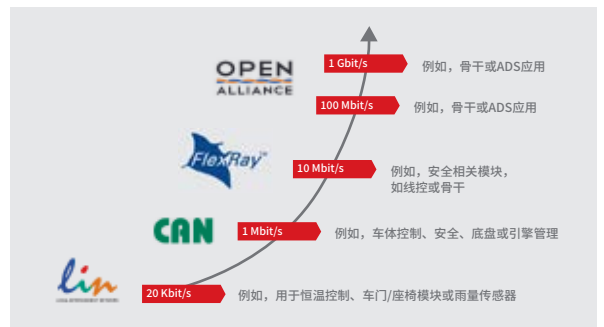 OPEN
ALLIANCE
1 Gbit/s
例如，骨干或ADS应用
100 Mbit/s
例如，骨干或ADS应用
FlexRay™
10 Mbit/s
例如，安全相关模块，
如线控或骨干
CAN
1 Mbit/s
例如，车体控制、安全、底盘或引擎管理
lin
LOCAL INTERCONNECT NETWORK
20 Kbit/s
例如，用于恒温控制、车门/座椅模块或雨量传感器